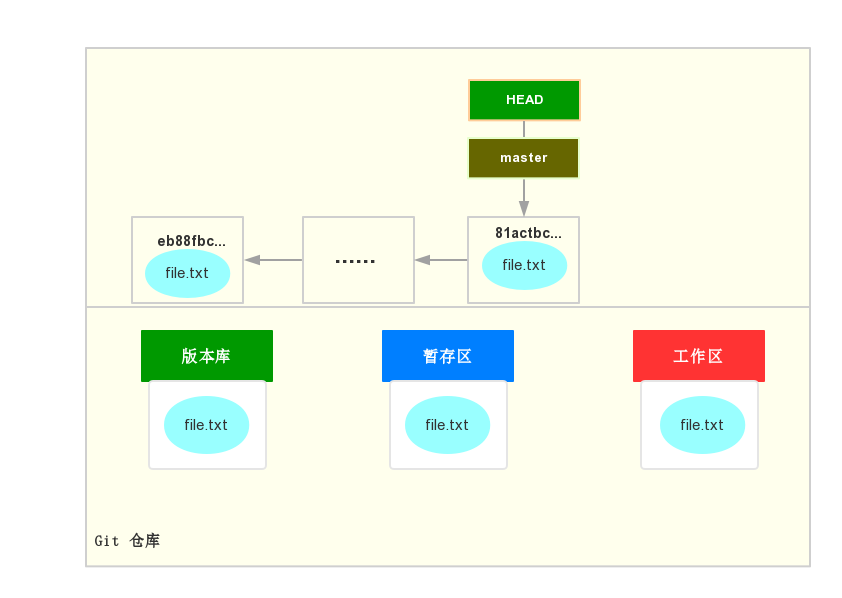 HEAD
master
eb88fbc...
file.txt
......
81actbc...
file.txt
版本库
暂存区
工作区
file.txt
file.txt
file.txt
Git 仓库